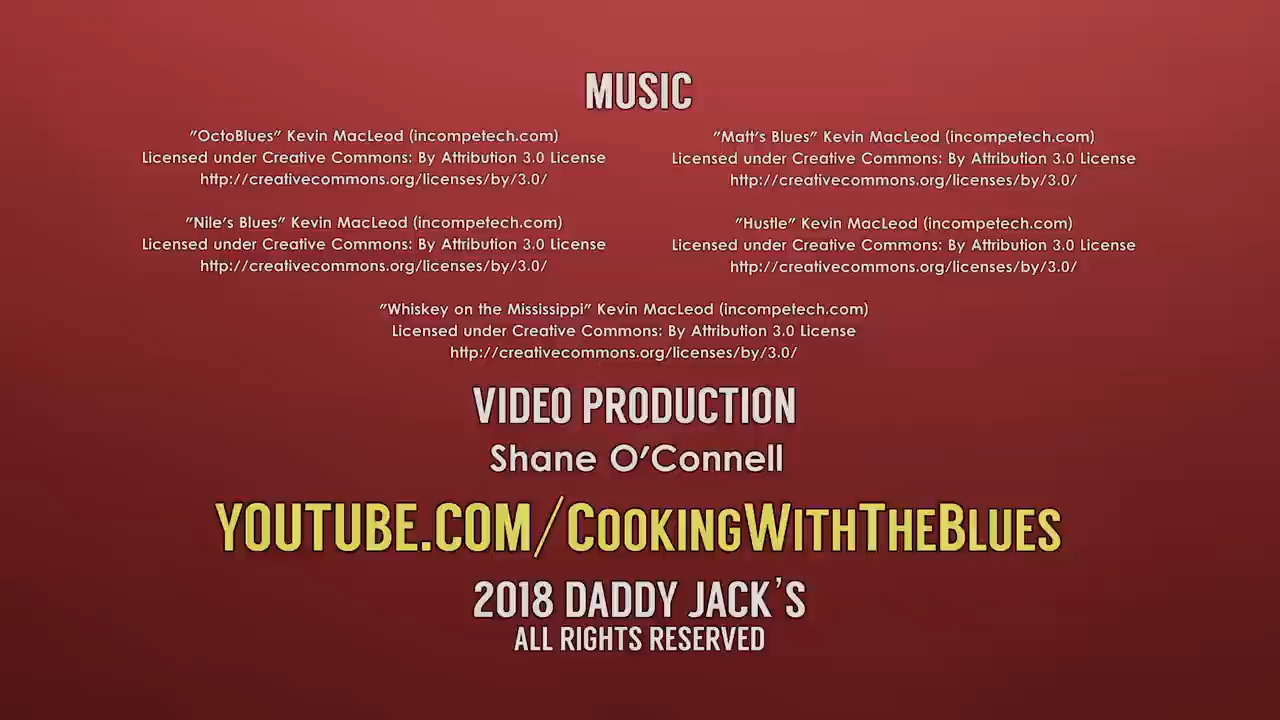 MUSIC
"OctoBlues" Kevin MacLeod (incompetech.com)
Licensed under Creative Commons: By Attribution 3.0 License
http://creativecommons.org/licenses/by/3.0/
"Matt's Blues" Kevin MacLeod (incompetech.com)
Licensed under Creative Commons: By Attribution 3.0 License
http://creativecommons.org/licenses/by/3.0/
"Nile's Blues" Kevin MacLeod (incompetech.com)
Licensed under Creative Commons: By Attribution 3.0 License
http://creativecommons.org/licenses/by/3.0/
"Hustle" Kevin MacLeod (incompetech.com)
Licensed under Creative Commons: By Attribution 3.0 License
http://creativecommons.org/licenses/by/3.0/
"Whiskey on the Mississippi" Kevin MacLeod (incompetech.com)
Licensed under Creative Commons: By Attribution 3.0 License
http://creativecommons.org/licenses/by/3.0/
VIDEO PRODUCTION
Shane O'Connell
YOUTUBE.COM/COOKINGWITHTHEBLUES
2018 DADDY JACK'S
ALL RIGHTS RESERVED